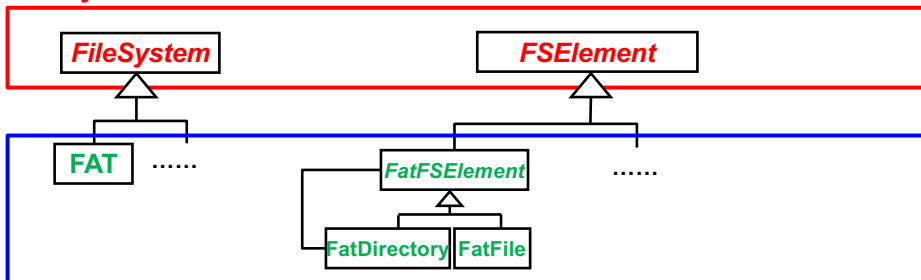 FileSystem
FSElement
FAT
......
FatFSElement
......
FatDirectory
FatFile